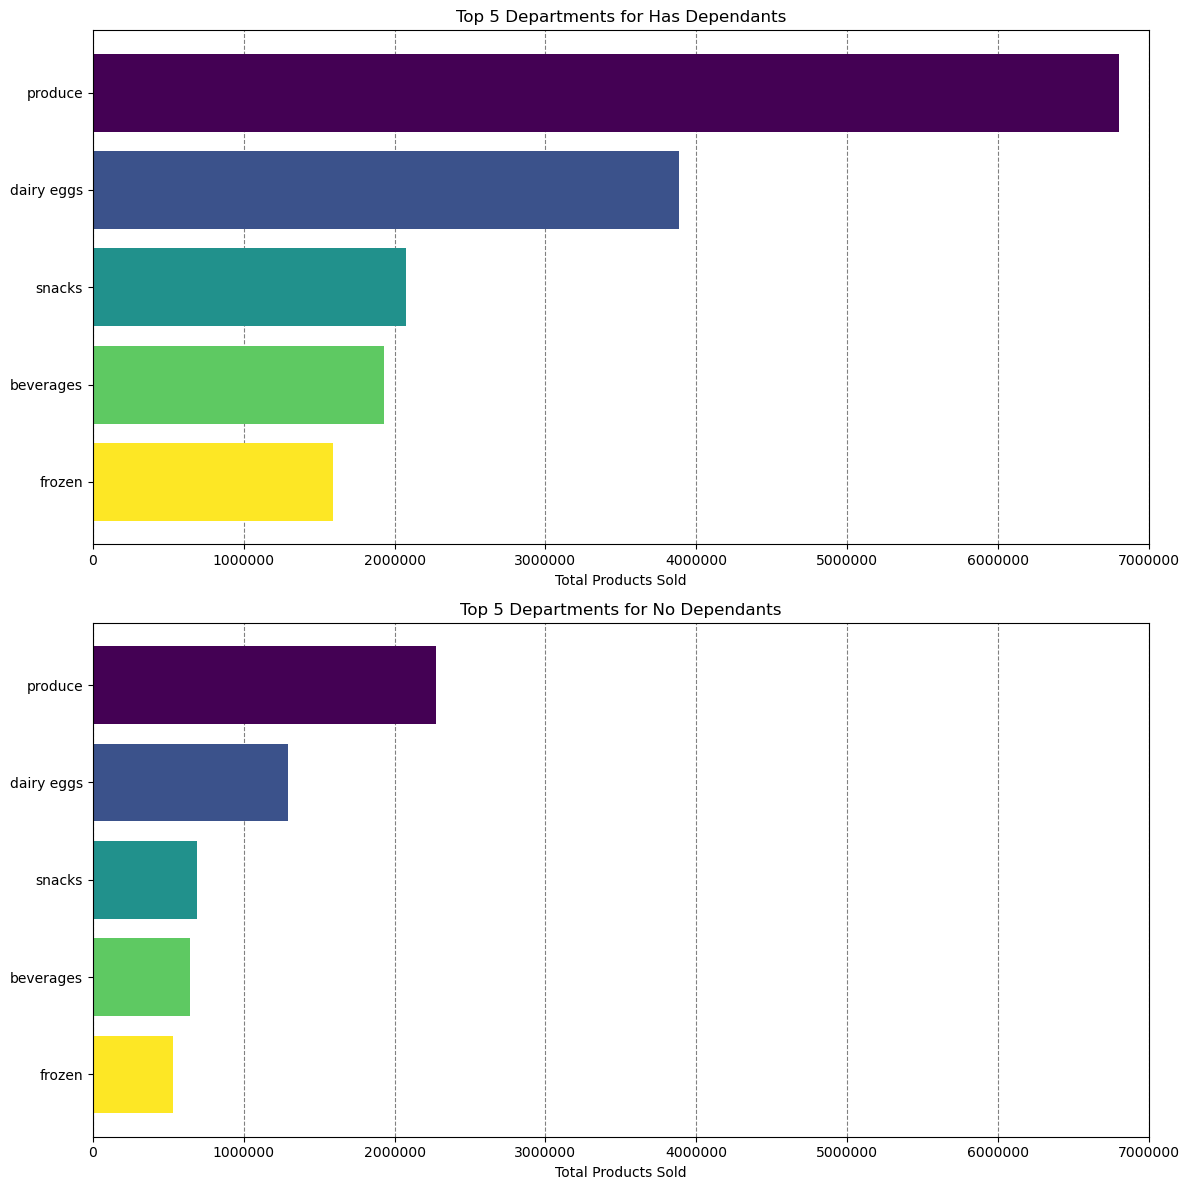 Top 5 Departments for Has Dependants
produce
dairy eggs
snacks
beverages
frozen
0 1000000 2000000 3000000 4000000 5000000 6000000 7000000
Total Products Sold
Top 5 Departments for No Dependants
produce
dairy eggs
snacks
beverages
frozen
0 1000000 2000000 3000000 4000000 5000000 6000000 7000000
Total Products Sold